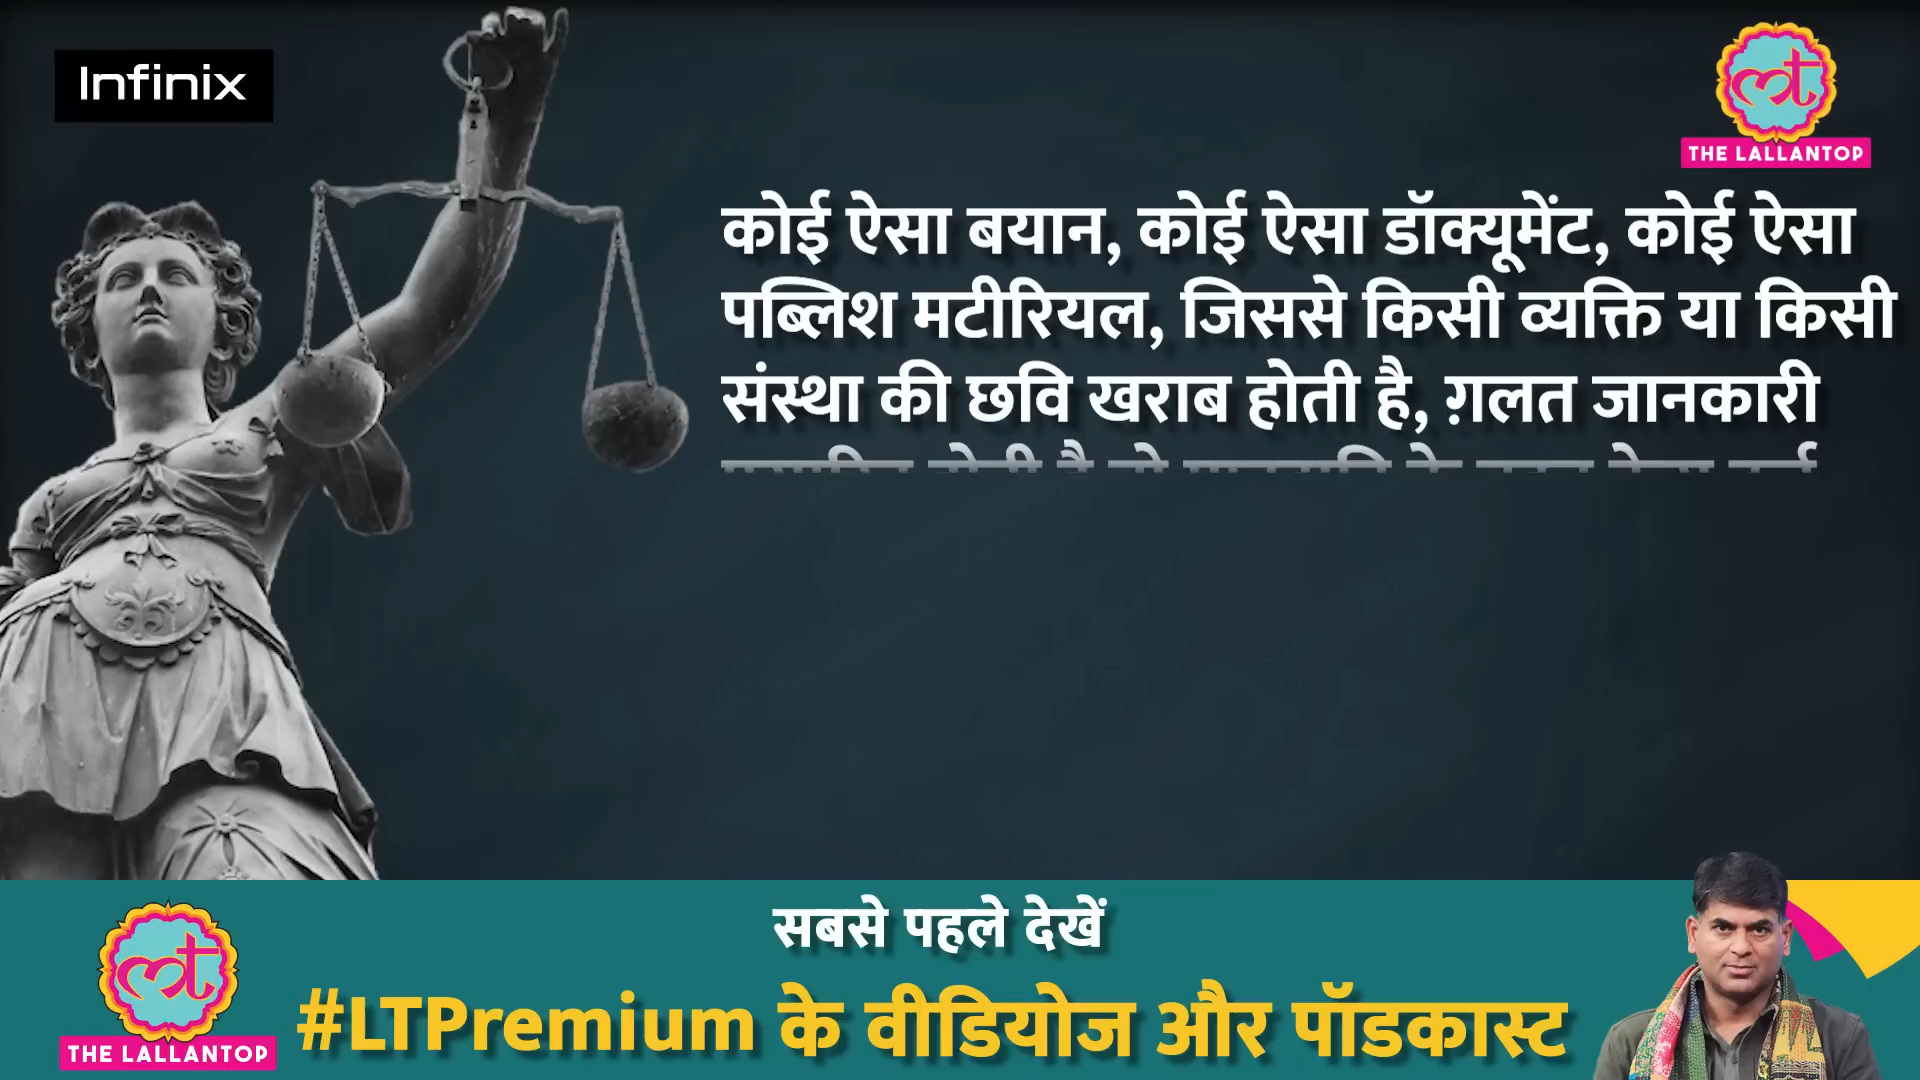 Infinix
THE LALLANTOP
कोई ऐसा बयान, कोई ऐसा डॉक्यूमेंट, कोई ऐसा
पब्लिश मटीरियल, जिससे किसी व्यक्ति या किसी
संस्था की छवि खराब होती है, ग़लत जानकारी
सबसे पहले देखें
#LTPremium के वीडियोज और पॉडकास्ट
THE LALLANTOP